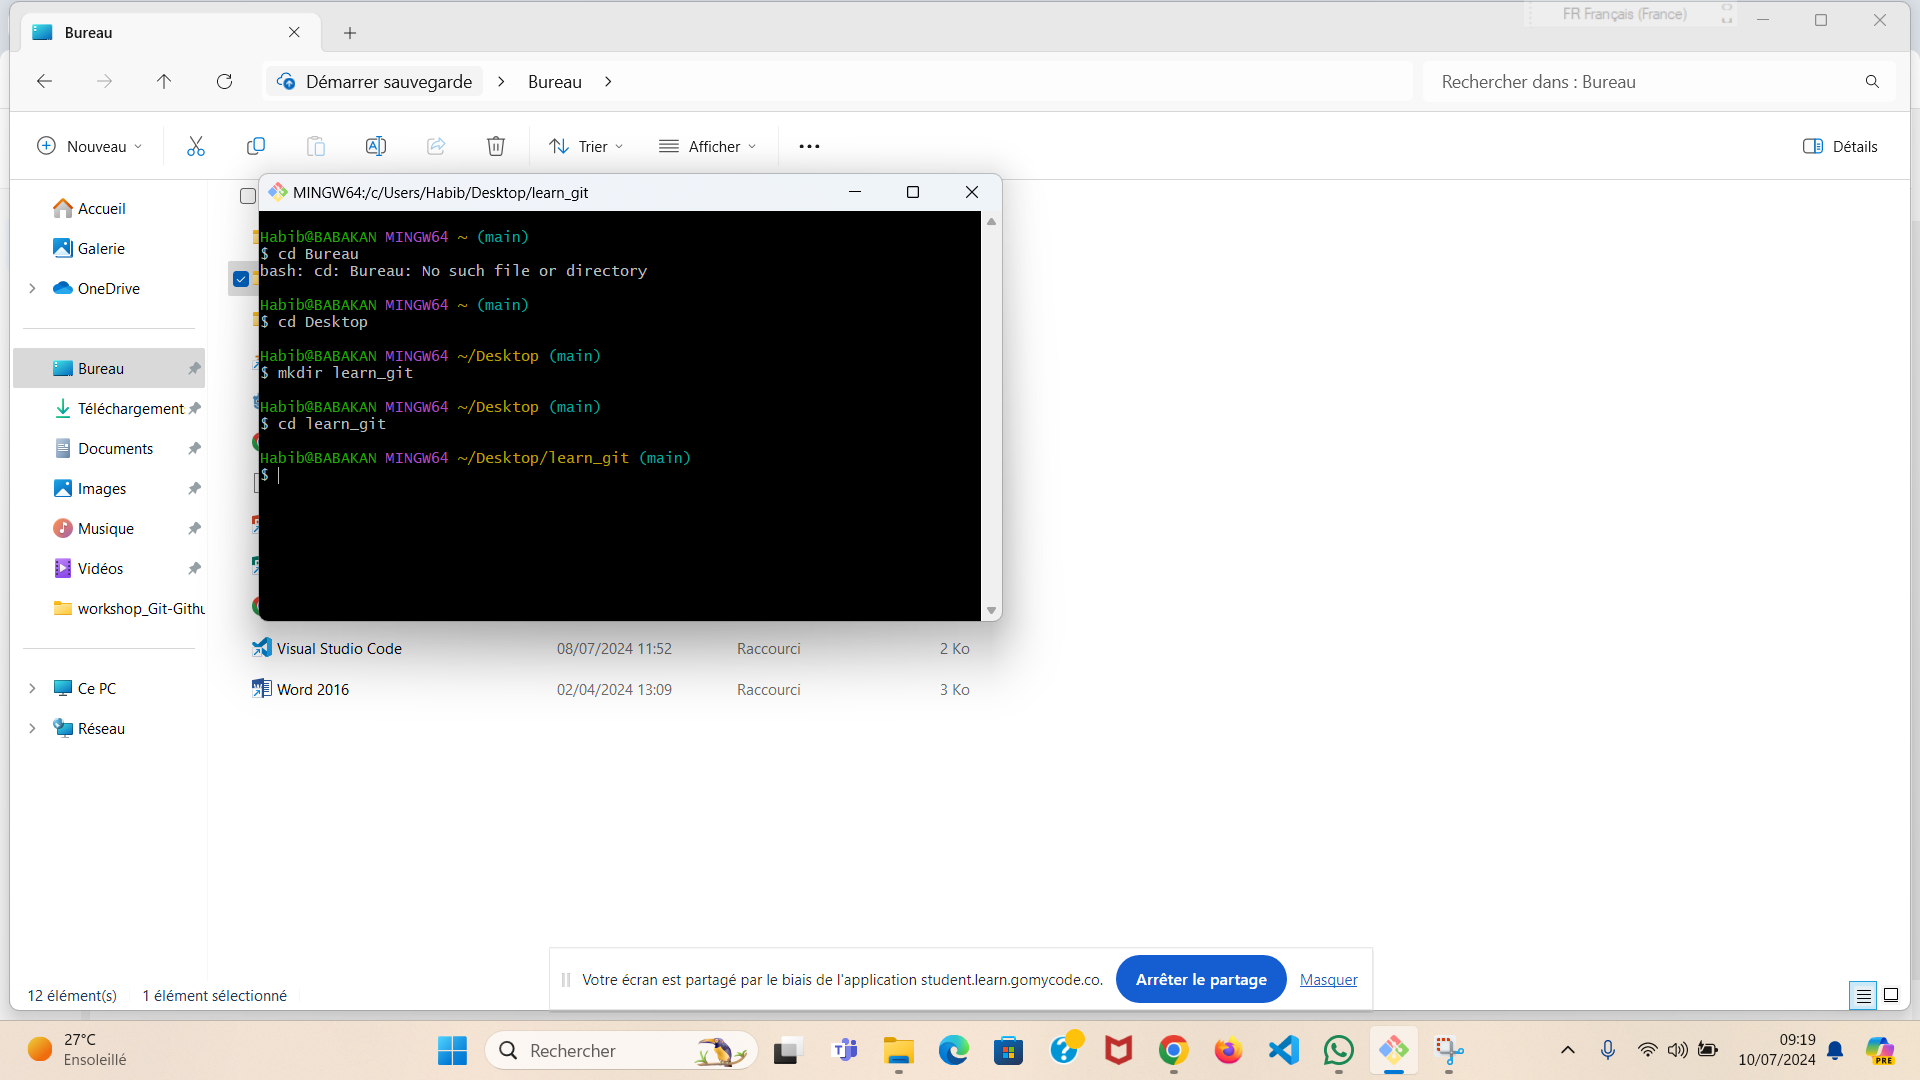 Bureau
FR Français (France)
Démarrer sauvegarde
Bureau
Rechercher dans : Bureau
Nouveau
Trier
Afficher
Détails
Accueil
Galerie
OneDrive
Bureau
Téléchargement
Documents
Images
Musique
Vidéos
workshop_Git-Githu
Ce PC
Réseau
MINGW64:/c/Users/Habib/Desktop/learn_git
Habib@BABAKAN MINGW64 ~ (main)
$ cd Bureau
bash: cd: Bureau: No such file or directory
Habib@BABAKAN MINGW64 ~ (main)
$ cd Desktop
Habib@BABAKAN MINGW64 ~/Desktop (main)
$ mkdir learn_git
Habib@BABAKAN MINGW64 ~/Desktop (main)
$ cd learn_git
Habib@BABAKAN MINGW64 ~/Desktop/learn_git (main)
$
Visual Studio Code 08/07/2024 11:52 Raccourci 2 Ko
Word 2016 02/04/2024 13:09 Raccourci 3 Ko
Votre écran est partagé par le biais de l'application student.learn.gomycode.co.
Arrêter le partage
Masquer
12 élément(s) 1 élément sélectionné
27°C
Ensoleillé
Rechercher
09:19
10/07/2024
PRE